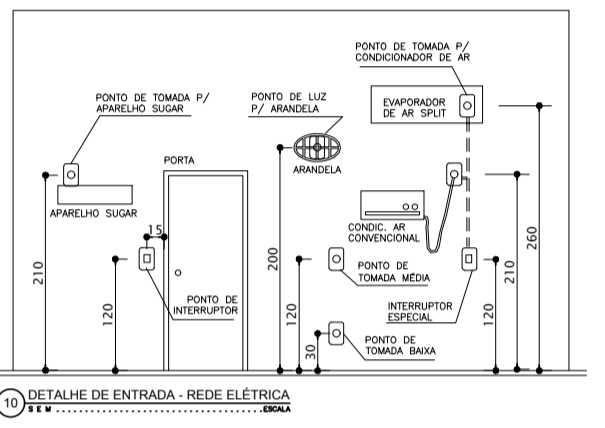 PONTO DE TOMADA P/
CONDICIONADOR DE AR
PONTO DE TOMADA P/
APARELHO SUGAR
PONTO DE LUZ
P/ ARANDELA
EVAPORADOR
DE AR SPLIT
PORTA
ARANDELA
APARELHO SUGAR
CONDIC. AR
CONVENCIONAL
15
210
120
200
120
30
120
210
260
PONTO DE
INTERRUPTOR
PONTO DE
TOMADA MÉDIA
INTERRUPTOR
ESPECIAL
PONTO DE
TOMADA BAIXA
10 DETALHE DE ENTRADA - REDE ELÉTRICA
SEM ESCALA